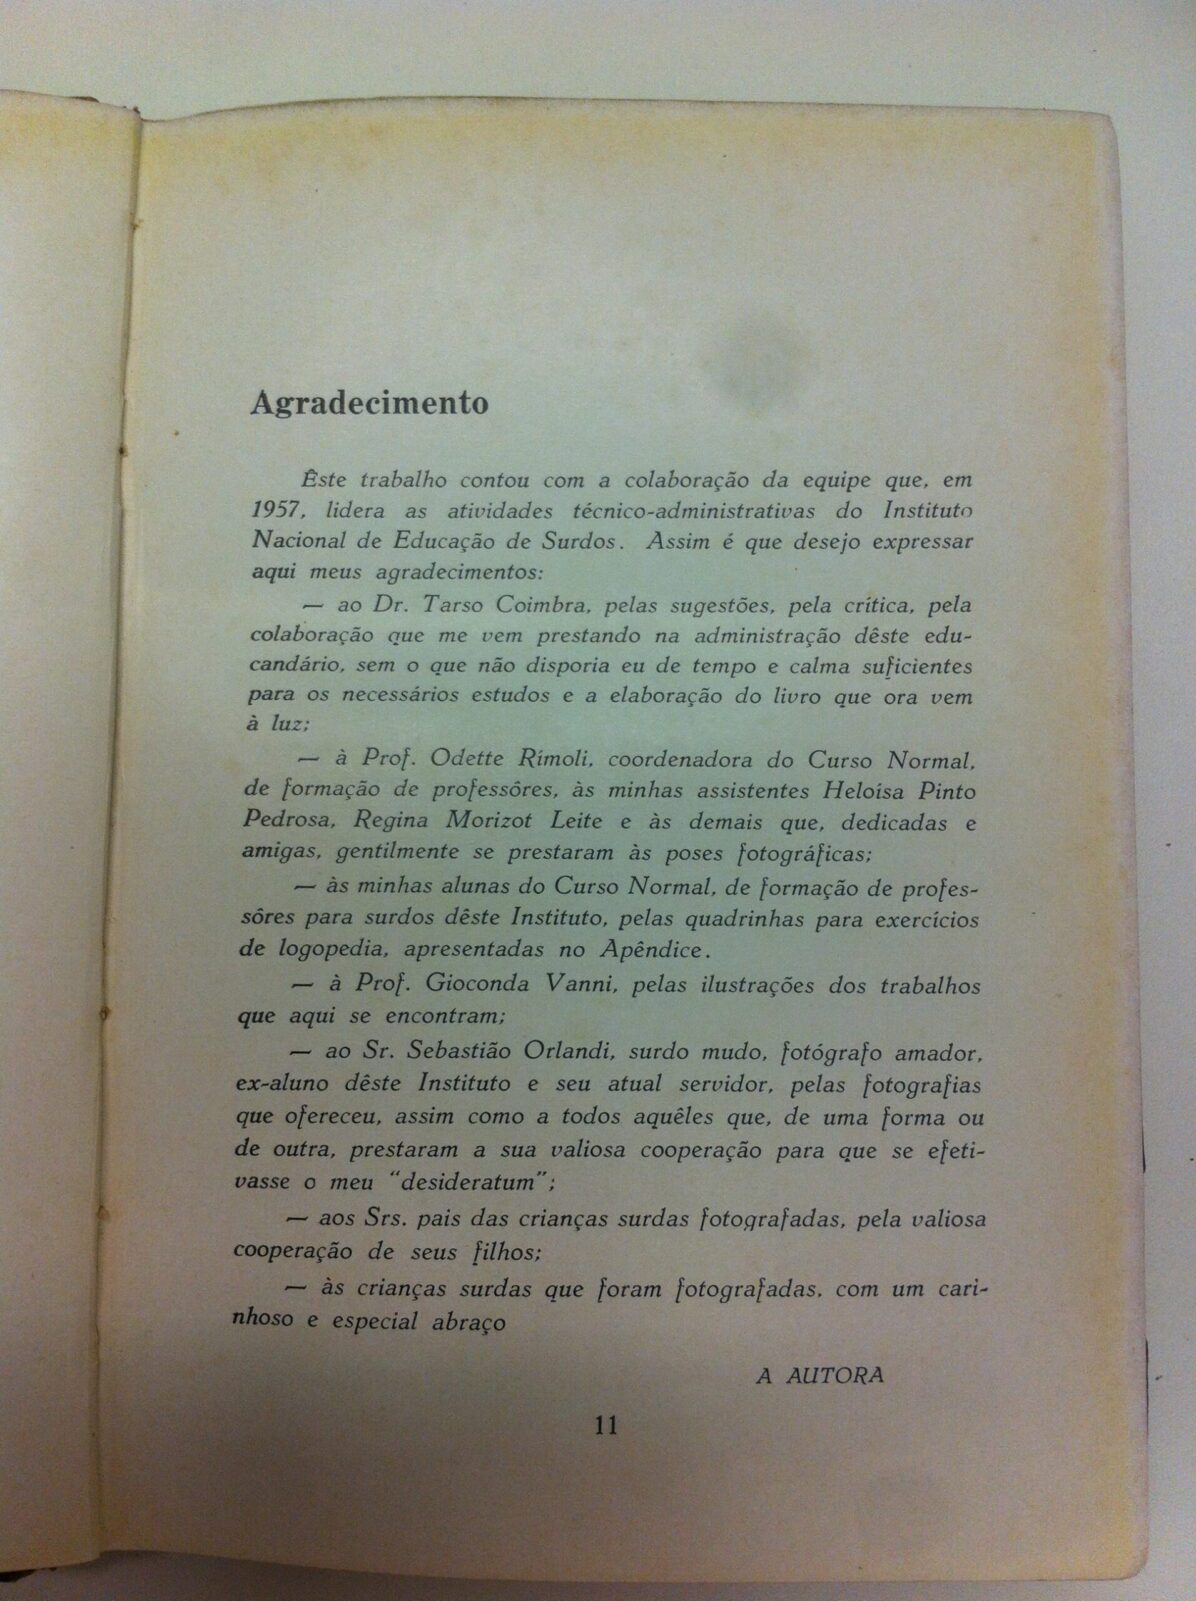 Agradecimento
Êste trabalho contou com a colaboração da equipe que, em
1957, lidera as atividades técnico-administrativas do Instituto
Nacional de Educação de Surdos. Assim é que desejo expressar
aqui meus agradecimentos:
— ao Dr. Tarso Coimbra, pelas sugestões, pela crítica, pela
colaboração que me vem prestando na administração dêste edu-
candário, sem o que não disporia eu de tempo e calma suficientes
para os necessários estudos e a elaboração do livro que ora vem
à luz;
— à Prof. Odette Rímoli, coordenadora do Curso Normal,
de formação de professôres, às minhas assistentes Heloísa Pinto
Pedrosa, Regina Morizot Leite e às demais que, dedicadas e
amigas, gentilmente se prestaram às poses fotográficas;
— às minhas alunas do Curso Normal, de formação de profes-
sôres para surdos dêste Instituto, pelas quadrinhas para exercícios
de logopedia, apresentadas no Apêndice.
— à Prof. Gioconda Vanni, pelas ilustrações dos trabalhos
que aqui se encontram;
— ao Sr. Sebastião Orlandi, surdo mudo, fotógrafo amador,
ex-aluno dêste Instituto e seu atual servidor, pelas fotografias
que ofereceu, assim como a todos aquêles que, de uma forma ou
de outra, prestaram a sua valiosa cooperação para que se efeti-
vasse o meu "desideratum";
— aos Srs. pais das crianças surdas fotografadas, pela valiosa
cooperação de seus filhos;
— às crianças surdas que foram fotografadas, com um cari-
nhoso e especial abraço
A AUTORA
11